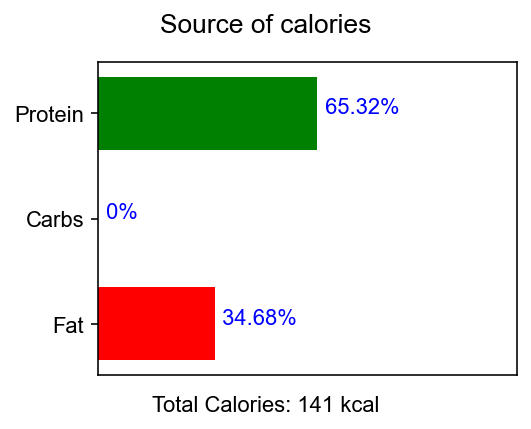 Source of calories
Protein
65.32%
Carbs
0%
Fat
34.68%
Total Calories: 141 kcal